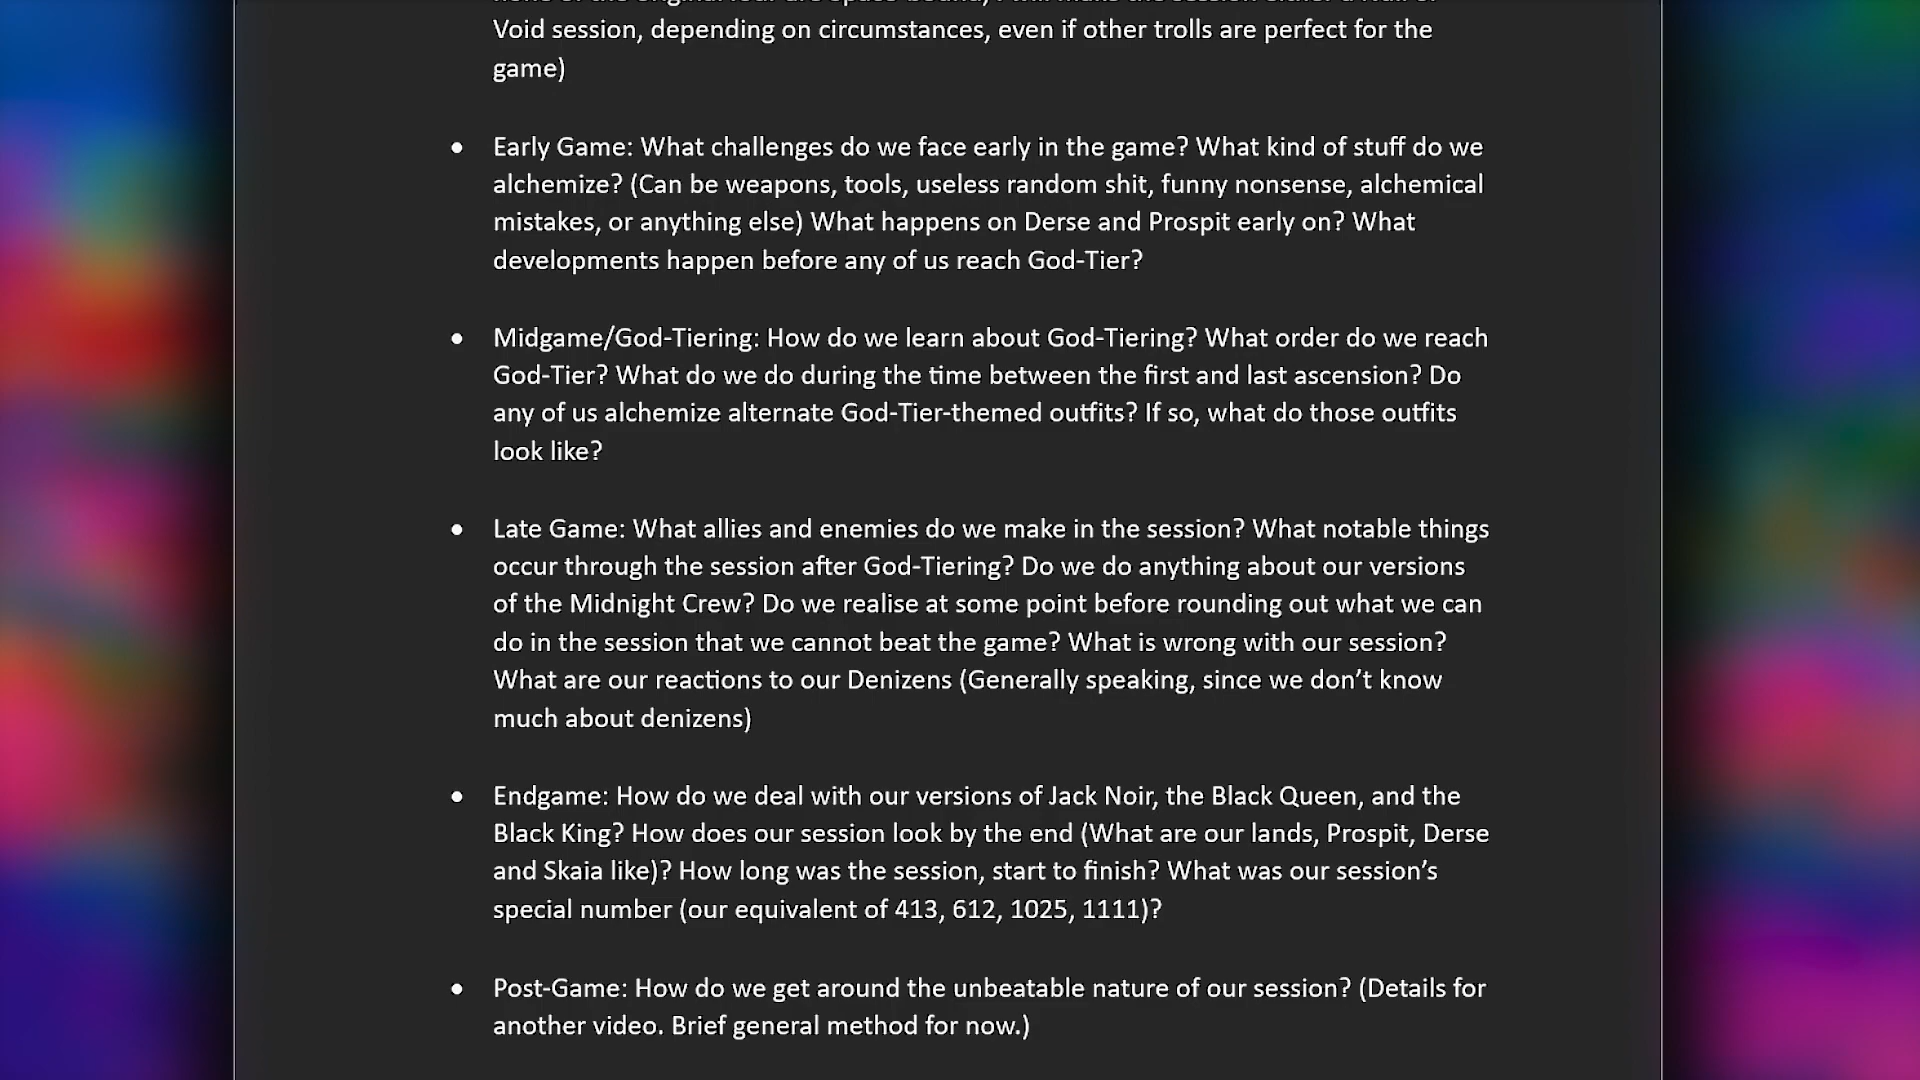 Void session, depending on circumstances, even if other trolls are perfect for the
game)
• Early Game: What challenges do we face early in the game? What kind of stuff do we
alchemize? (Can be weapons, tools, useless random shit, funny nonsense, alchemical
mistakes, or anything else) What happens on Derse and Prospit early on? What
developments happen before any of us reach God-Tier?
• Midgame/God-Tiering: How do we learn about God-Tiering? What order do we reach
God-Tier? What do we do during the time between the first and last ascension? Do
any of us alchemize alternate God-Tier-themed outfits? If so, what do those outfits
look like?
• Late Game: What allies and enemies do we make in the session? What notable things
occur through the session after God-Tiering? Do we do anything about our versions
of the Midnight Crew? Do we realise at some point before rounding out what we can
do in the session that we cannot beat the game? What is wrong with our session?
What are our reactions to our Denizens (Generally speaking, since we don’t know
much about denizens)
• Endgame: How do we deal with our versions of Jack Noir, the Black Queen, and the
Black King? How does our session look by the end (What are our lands, Prospit, Derse
and Skaia like)? How long was the session, start to finish? What was our session’s
special number (our equivalent of 413, 612, 1025, 1111)?
• Post-Game: How do we get around the unbeatable nature of our session? (Details for
another video. Brief general method for now.)